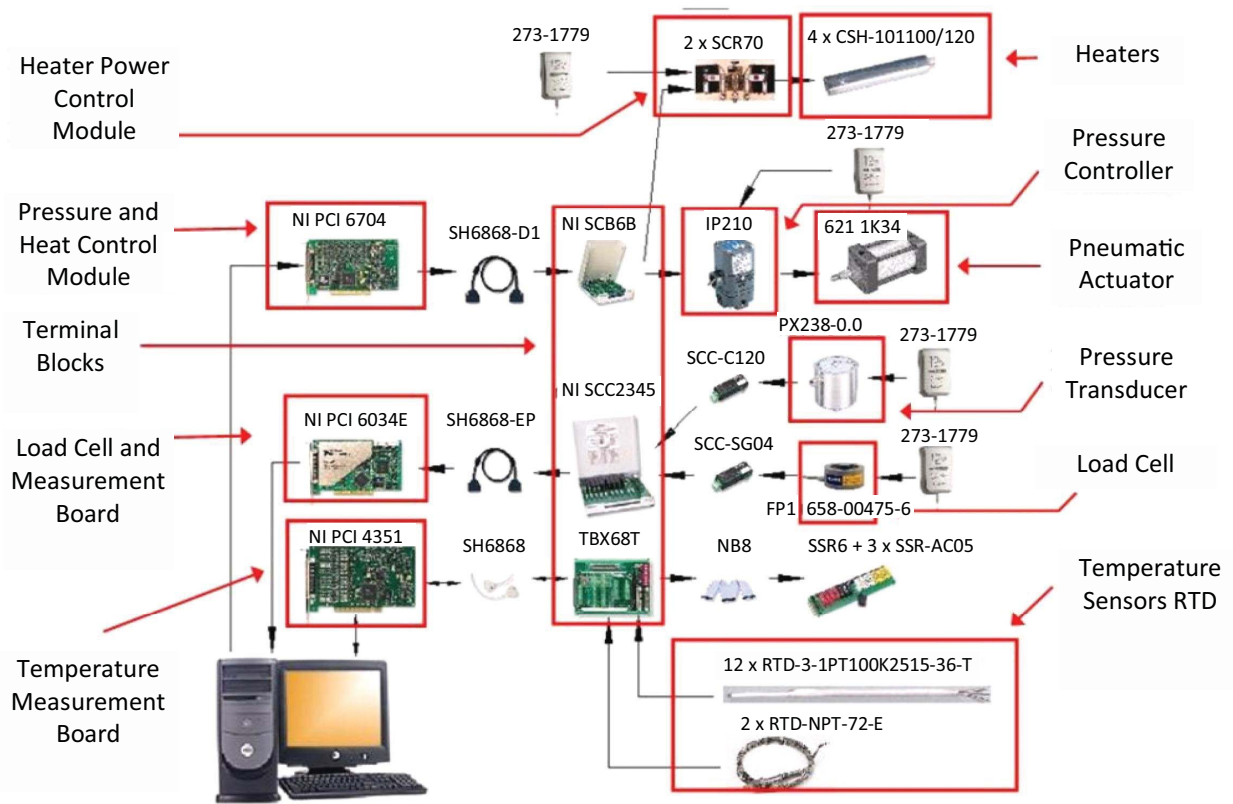 273-1779
2 x SCR70
4 x CSH-101100/120
Heaters
Heater Power
Control
Module
273-1779
Pressure
Controller
Pressure and
Heat Control
Module
NI PCI 6704
SH6868-D1
NI SCB6B
IP210
621 1K34
Pneumatic
Actuator
Terminal
Blocks
PX238-0.0
273-1779
SCC-C120
Pressure
Transducer
NI SCC2345
NI PCI 6034E
SH6868-EP
SCC-SG04
273-1779
Load Cell and
Measurement
Board
Load Cell
FP11658-00475-6
NI PCI 4351
SH6868
TBX68T
NB8
SSR6 + 3 x SSR-AC05
Temperature
Sensors RTD
12 x RTD-3-1PT100K2515-36-T
Temperature
Measurement
Board
2 x RTD-NPT-72-E